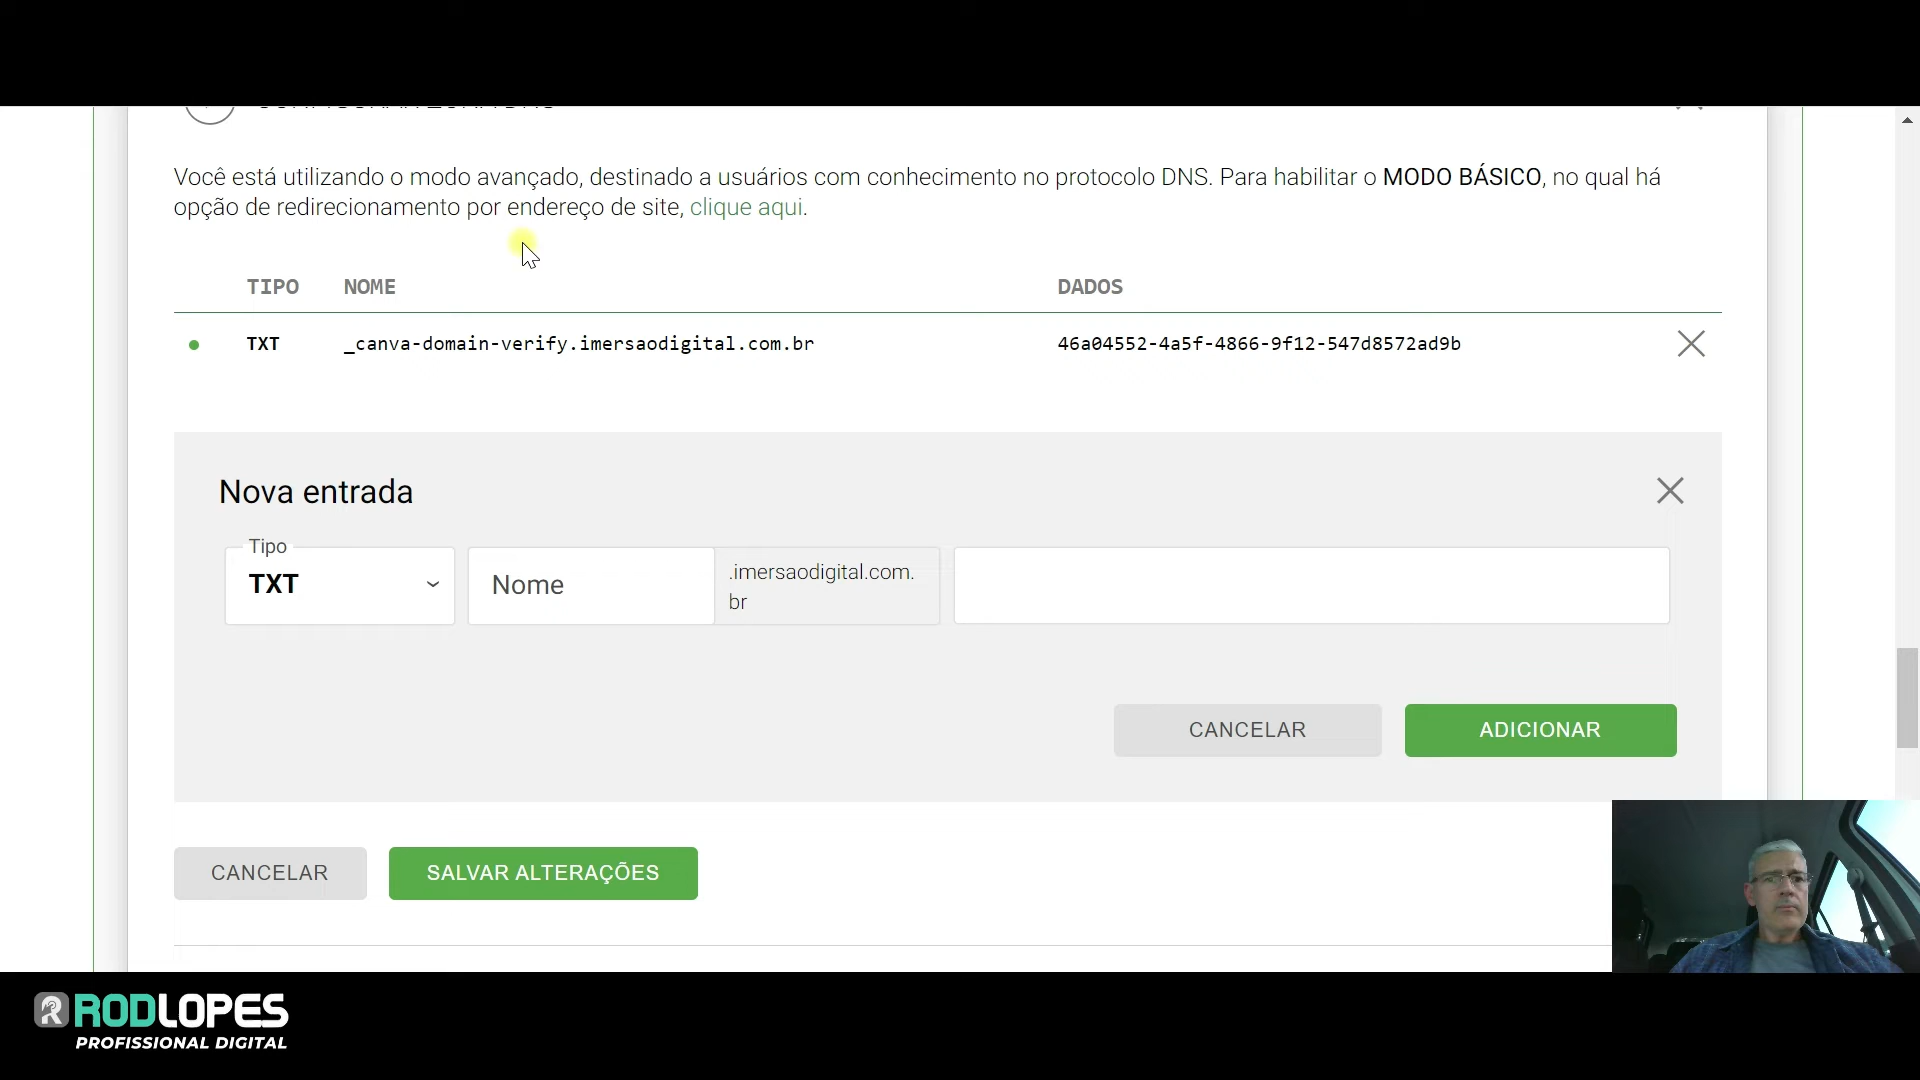 Você está utilizando o modo avançado, destinado a usuários com conhecimento no protocolo DNS. Para habilitar o MODO BÁSICO, no qual há
opção de redirecionamento por endereço de site, clique aqui.
TIPO NOME DADOS
TXT _canva-domain-verify.imersaodigital.com.br 46a04552-4a5f-4866-9f12-547d8572ad9b
Nova entrada
Tipo
TXT
Nome
.imersaodigital.com.
br
CANCELAR ADICIONAR
CANCELAR SALVAR ALTERAÇÕES
RODLOPES
PROFISSIONAL DIGITAL